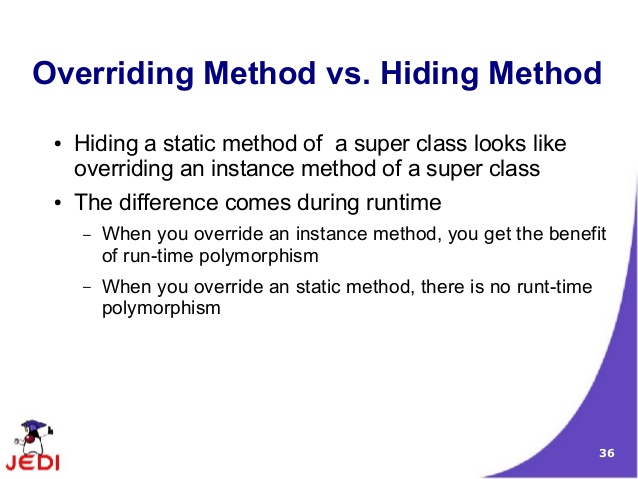 Overriding Method vs. Hiding Method
• Hiding a static method of a super class looks like
overriding an instance method of a super class
• The difference comes during runtime
– When you override an instance method, you get the benefit
of run-time polymorphism
– When you override an static method, there is no runt-time
polymorphism
36
JEDI